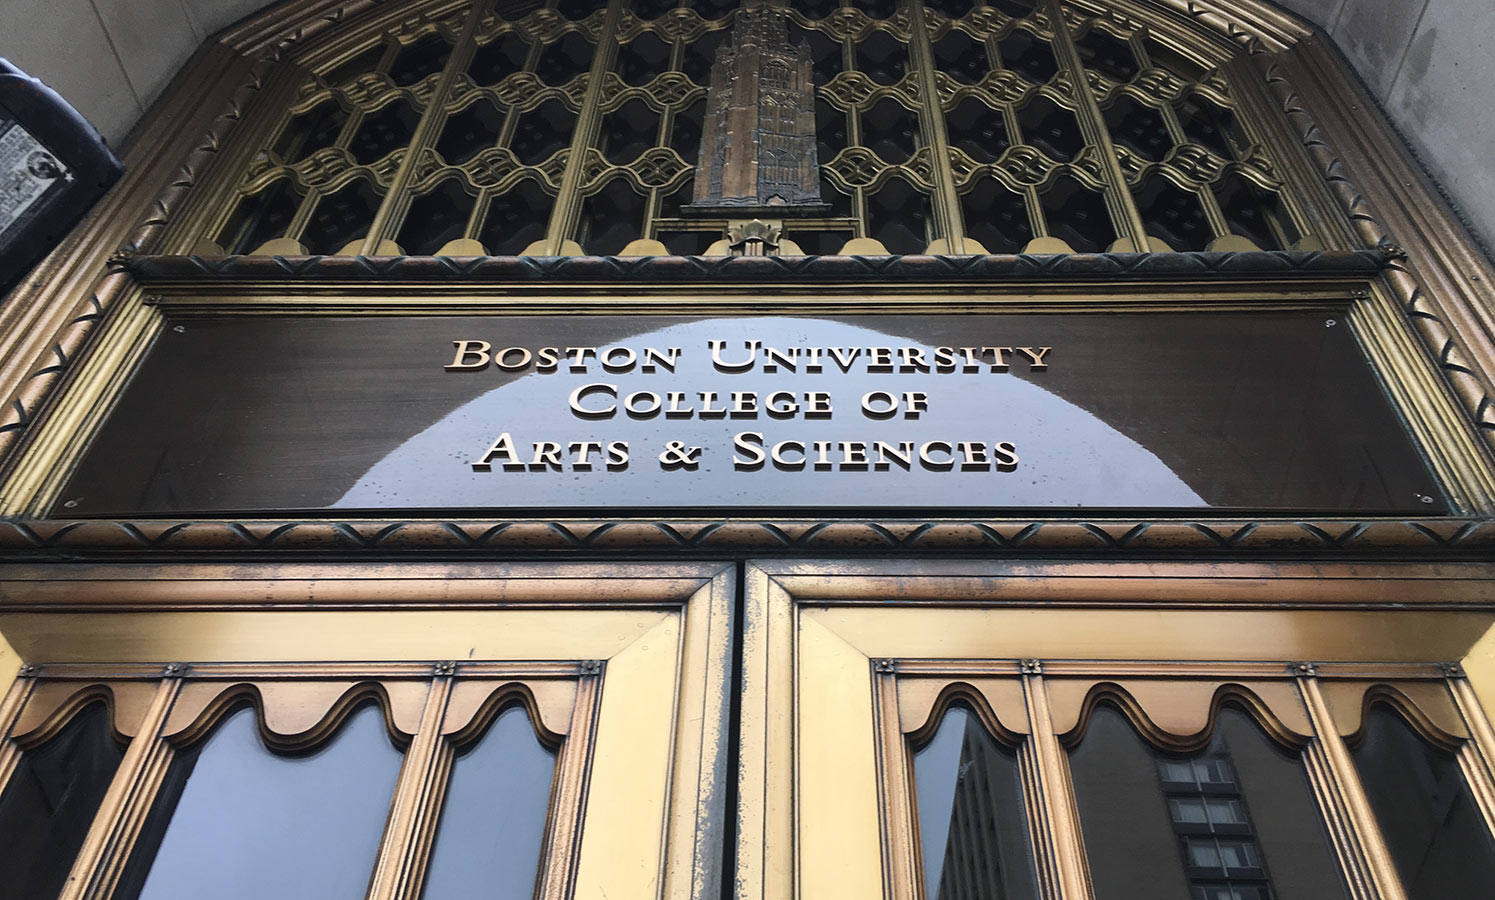 Boston University
College of
Arts & Sciences